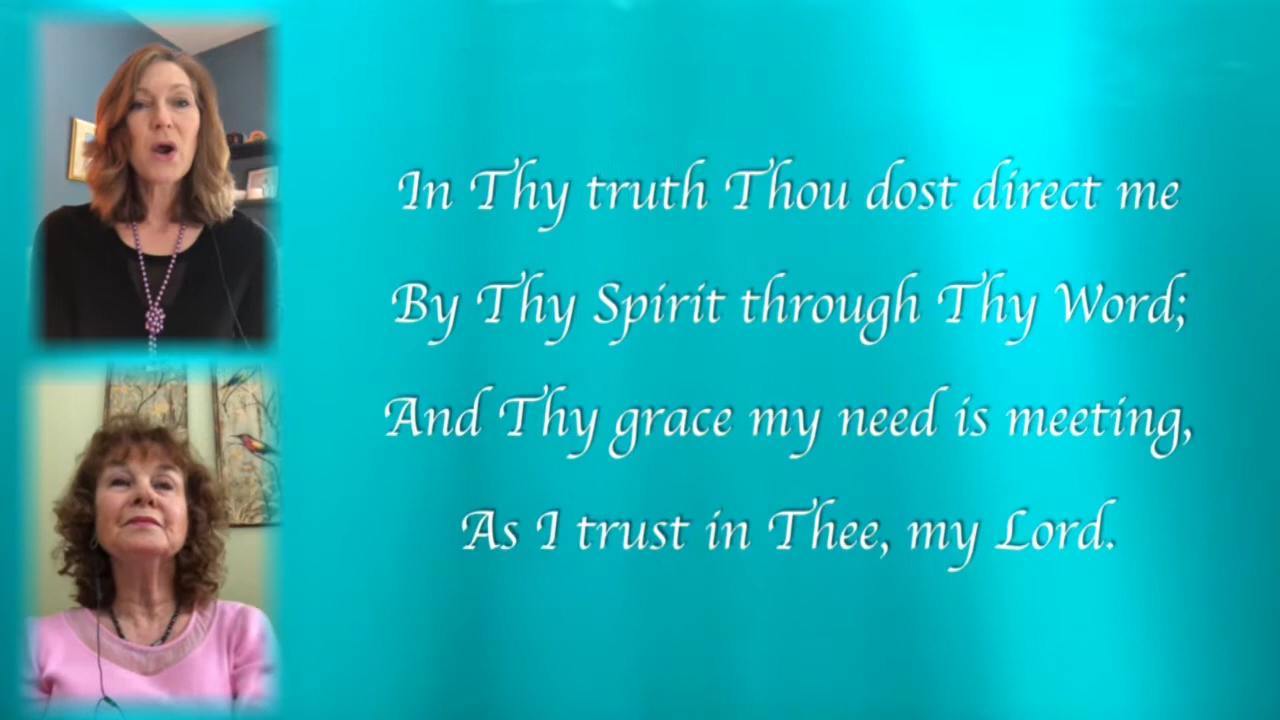 In Thy truth Thou dost direct me
By Thy Spirit through Thy Word;
And Thy grace my need is meeting,
As I trust in Thee, my Lord.